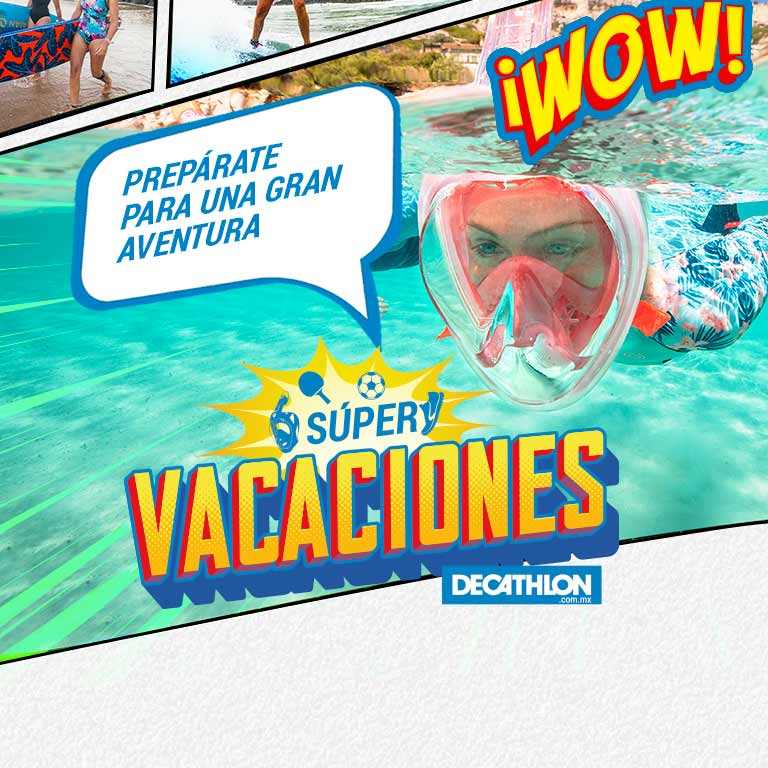 ¡WOW!
PREPÁRATE
PARA UNA GRAN
AVENTURA
SÚPER
VACACIONES
DECATHLON
.com.mx